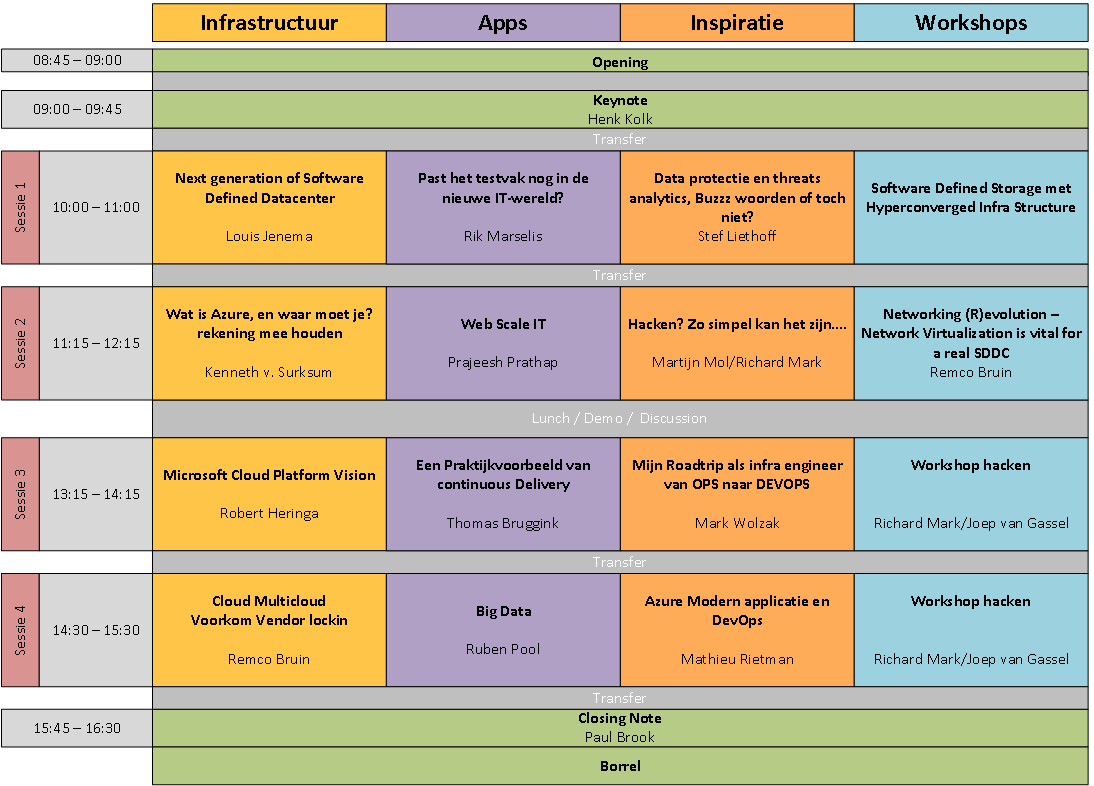 Infrastructuur
Apps
Inspiratie
Workshops
08:45 – 09:00
Opening
09:00 – 09:45
Keynote
Henk Kolk
Transfer
Sessie 1
10:00 – 11:00
Next generation of Software
Defined Datacenter
Louis Jenema
Past het testvak nog in de
nieuwe IT-wereld?
Rik Marselis
Data protectie en threats
analytics, Buzzz woorden of toch
niet?
Stef Liethoff
Software Defined Storage met
Hyperconverged Infra Structure
Transfer
Sessie 2
11:15 – 12:15
Wat is Azure, en waar moet je?
rekening mee houden
Kenneth v. Surksum
Web Scale IT
Prajeesh Prathap
Hacken? Zo simpel kan het zijn....
Martijn Mol/Richard Mark
Networking (R)evolution –
Network Virtualization is vital for
a real SDDC
Remco Bruin
Lunch / Demo / Discussion
Sessie 3
13:15 – 14:15
Microsoft Cloud Platform Vision
Robert Heringa
Een Praktijkvoorbeeld van
continuous Delivery
Thomas Bruggink
Mijn Roadtrip als infra engineer
van OPS naar DEVOPS
Mark Wolzak
Workshop hacken
Richard Mark/Joep van Gassel
Transfer
Sessie 4
14:30 – 15:30
Cloud Multicloud
Voorkom Vendor lockin
Remco Bruin
Big Data
Ruben Pool
Azure Modern applicatie en
DevOps
Mathieu Rietman
Workshop hacken
Richard Mark/Joep van Gassel
Transfer
15:45 – 16:30
Closing Note
Paul Brook
Borrel